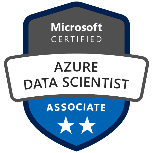 Microsoft
CERTIFIED
AZURE
DATA SCIENTIST
ASSOCIATE